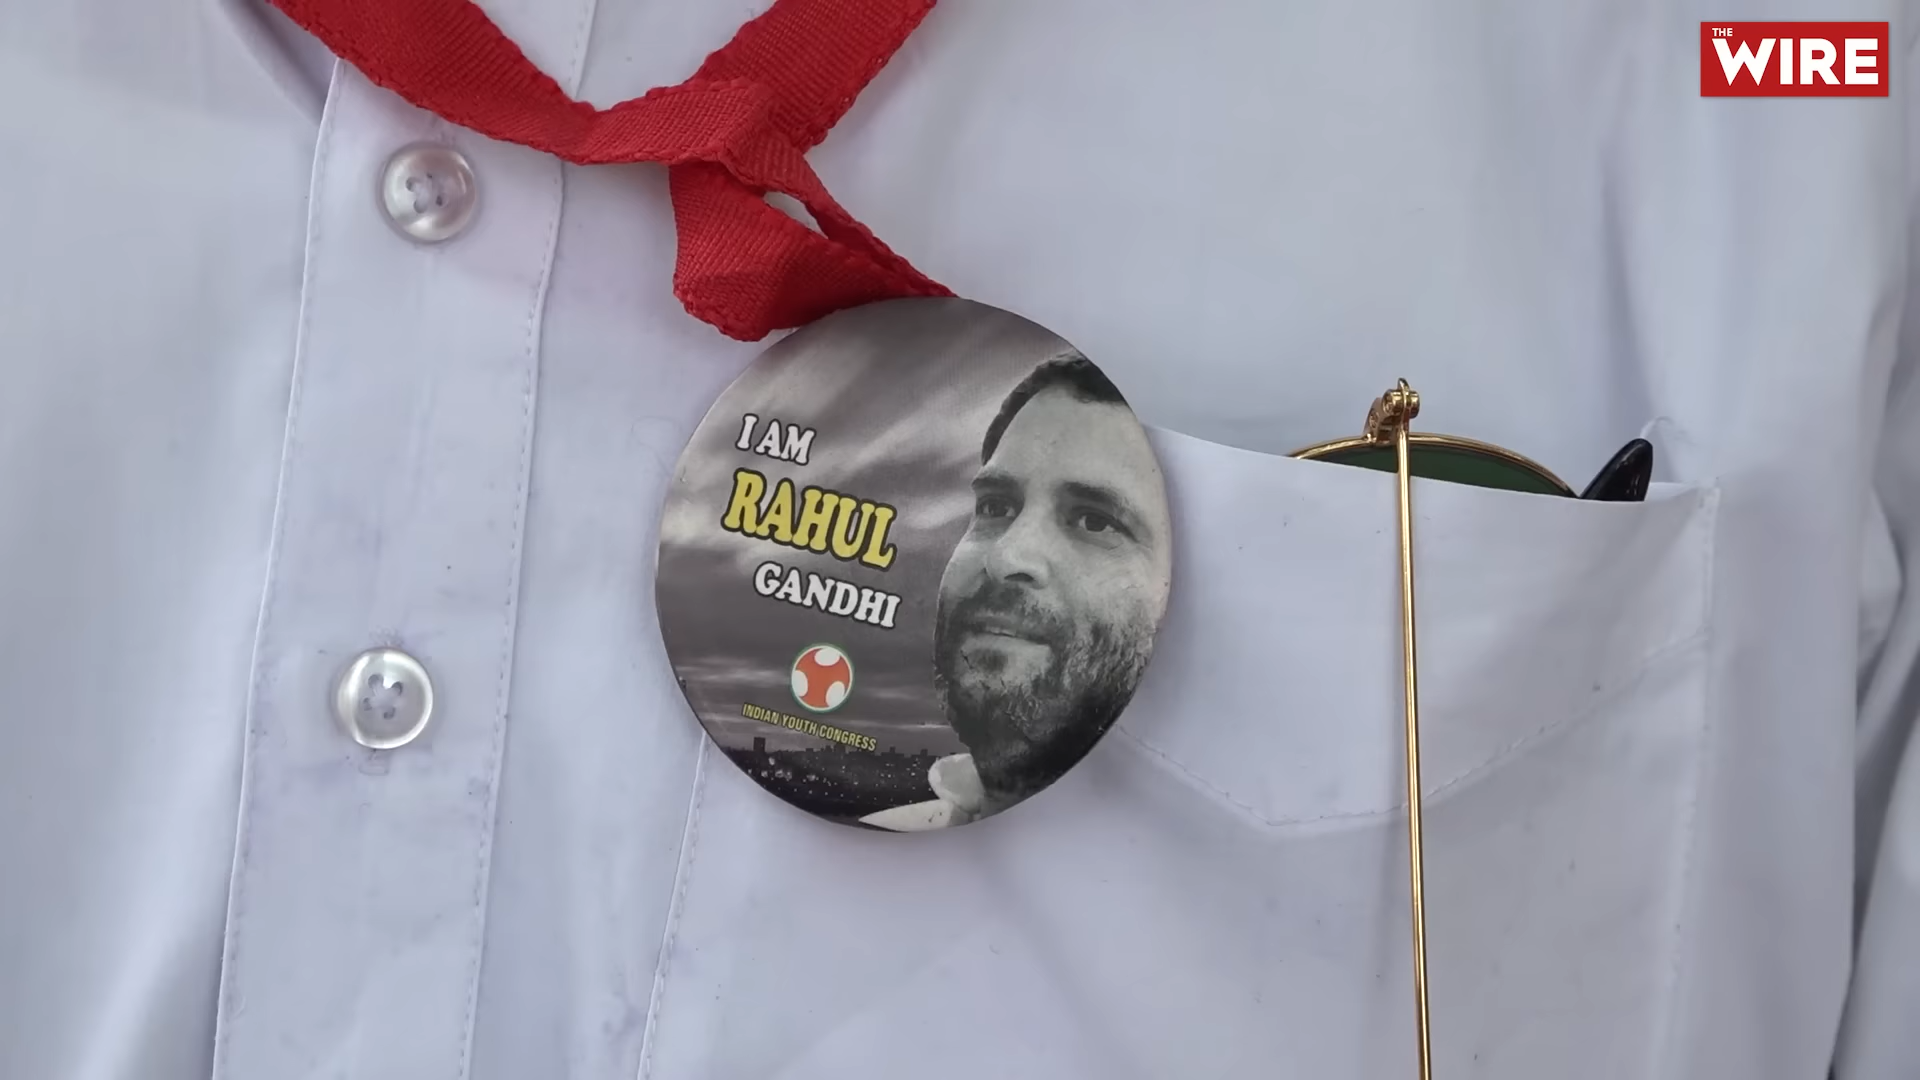 THE
WIRE
I AM
RAHUL
GANDHI
INDIAN YOUTH CONGRESS